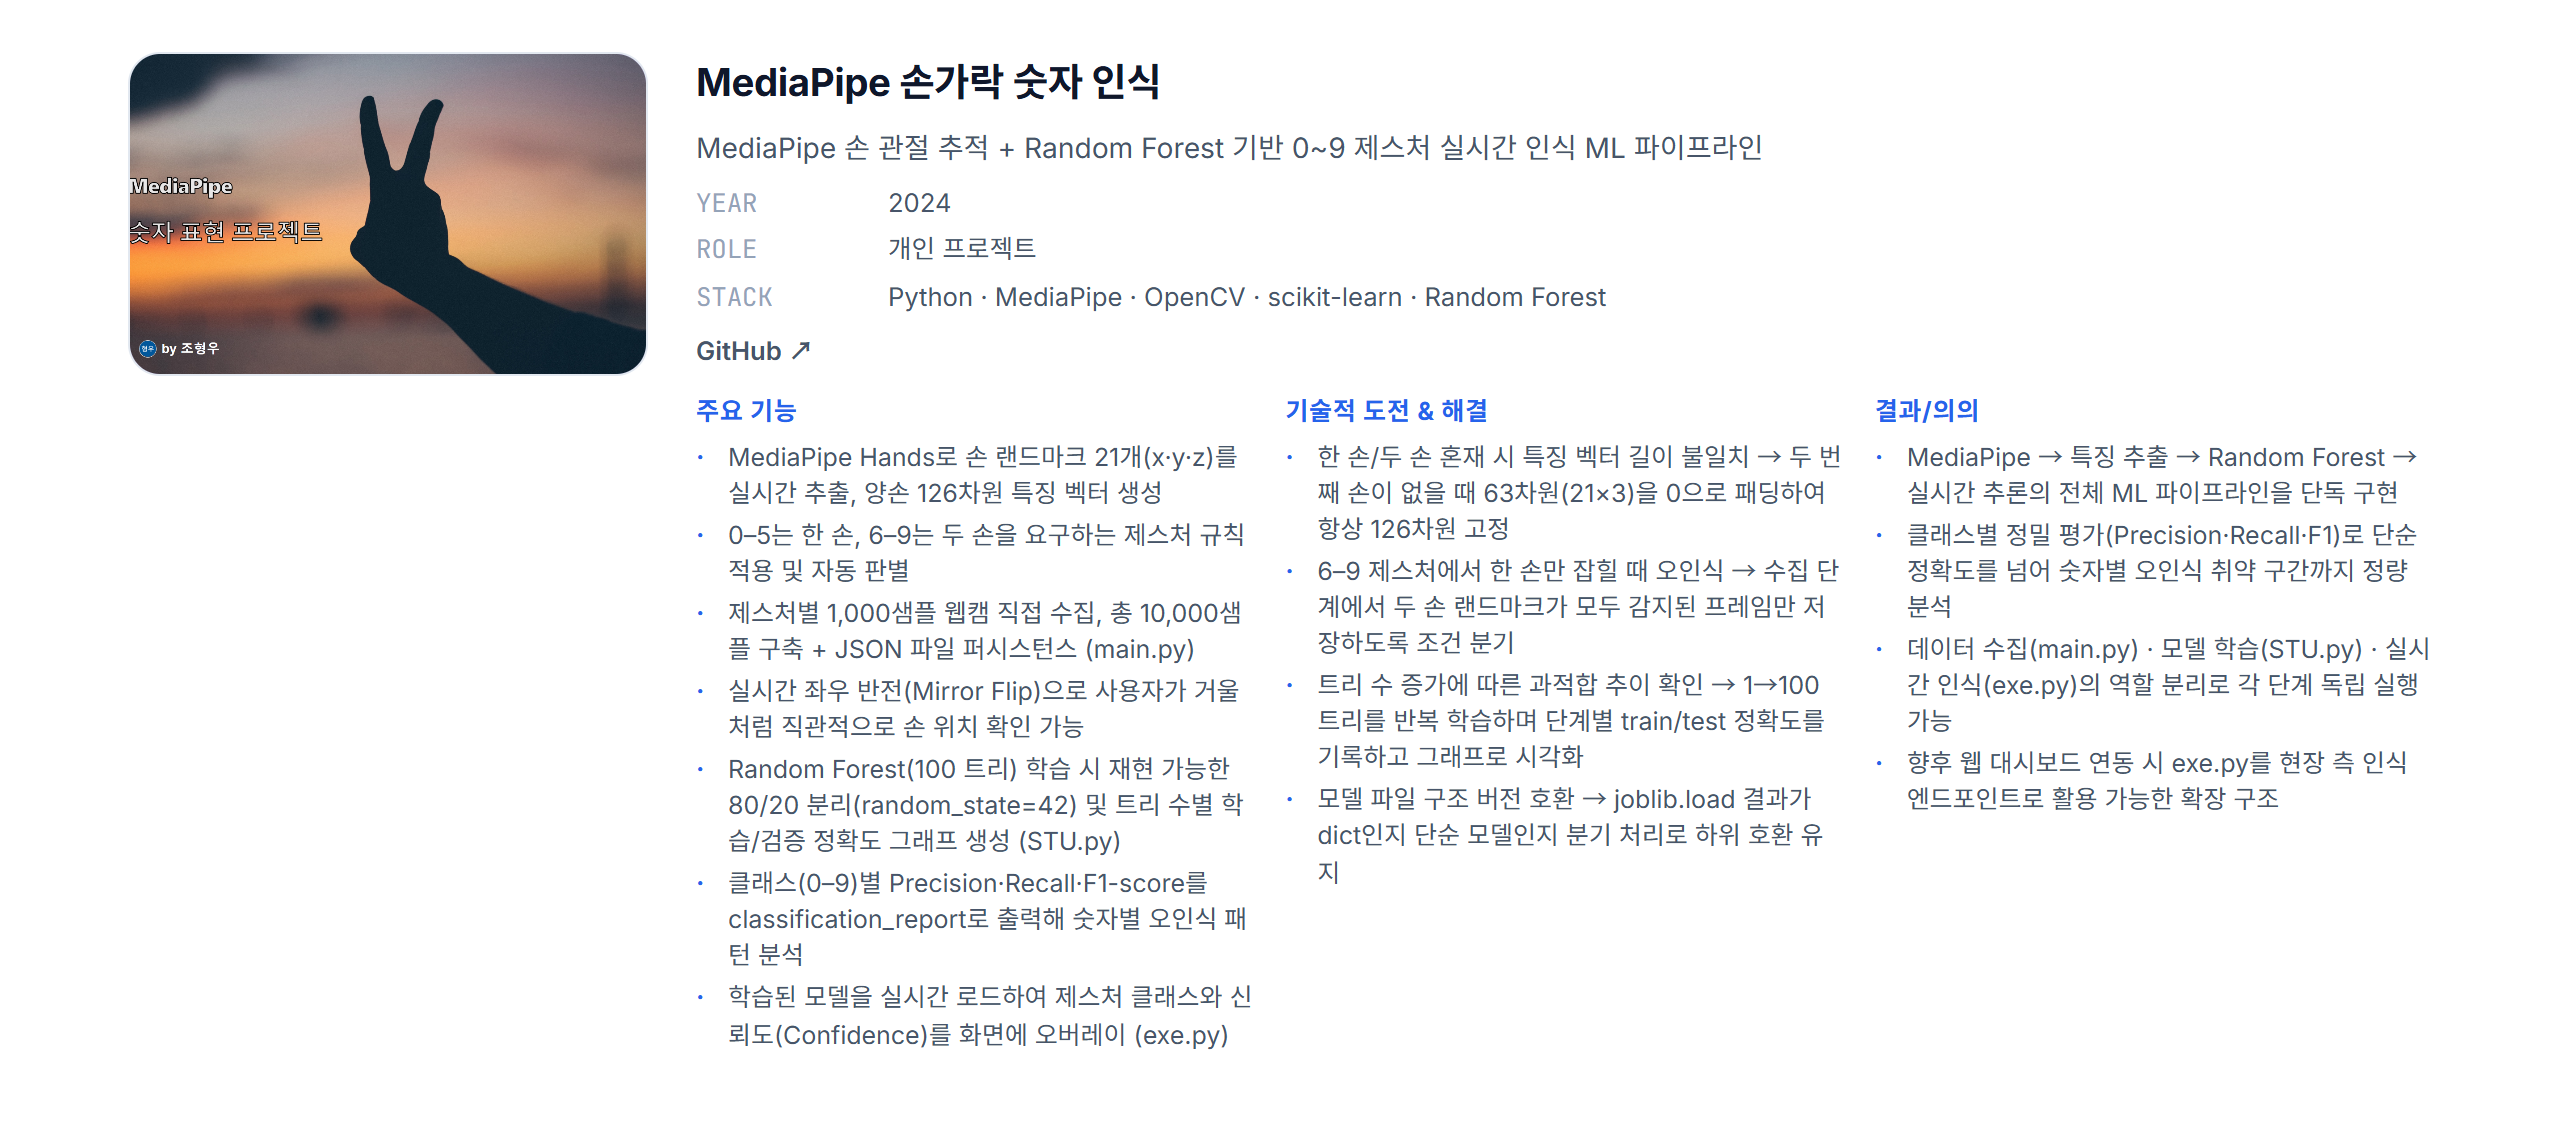 MediaPipe
숫자 표현 프로젝트
현우
by 조형우
MediaPipe 손가락 숫자 인식
MediaPipe 손 관절 추적 + Random Forest 기반 0~9 제스처 실시간 인식 ML 파이프라인
YEAR 2024
ROLE 개인 프로젝트
STACK Python · MediaPipe · OpenCV · scikit-learn · Random Forest
GitHub ↗
주요 기능
· MediaPipe Hands로 손 랜드마크 21개(x·y·z)를
실시간 추출, 양손 126차원 특징 벡터 생성
· 0–5는 한 손, 6–9는 두 손을 요구하는 제스처 규칙
적용 및 자동 판별
· 제스처별 1,000샘플 웹캠 직접 수집, 총 10,000샘
플 구축 + JSON 파일 퍼시스턴스 (main.py)
· 실시간 좌우 반전(Mirror Flip)으로 사용자가 거울
처럼 직관적으로 손 위치 확인 가능
· Random Forest(100 트리) 학습 시 재현 가능한
80/20 분리(random_state=42) 및 트리 수별 학
습/검증 정확도 그래프 생성 (STU.py)
· 클래스(0–9)별 Precision·Recall·F1-score를
classification_report로 출력해 숫자별 오인식 패
턴 분석
· 학습된 모델을 실시간 로드하여 제스처 클래스와 신
뢰도(Confidence)를 화면에 오버레이 (exe.py)
기술적 도전 & 해결
· 한 손/두 손 혼재 시 특징 벡터 길이 불일치 → 두 번
째 손이 없을 때 63차원(21×3)을 0으로 패딩하여
항상 126차원 고정
· 6–9 제스처에서 한 손만 잡힐 때 오인식 → 수집 단
계에서 두 손 랜드마크가 모두 감지된 프레임만 저
장하도록 조건 분기
· 트리 수 증가에 따른 과적합 추이 확인 → 1→100
트리를 반복 학습하며 단계별 train/test 정확도를
기록하고 그래프로 시각화
· 모델 파일 구조 버전 호환 → joblib.load 결과가
dict인지 단순 모델인지 분기 처리로 하위 호환 유
지
결과/의의
· MediaPipe → 특징 추출 → Random Forest →
실시간 추론의 전체 ML 파이프라인을 단독 구현
· 클래스별 정밀 평가(Precision·Recall·F1)로 단순
정확도를 넘어 숫자별 오인식 취약 구간까지 정량
분석
· 데이터 수집(main.py) · 모델 학습(STU.py) · 실시
간 인식(exe.py)의 역할 분리로 각 단계 독립 실행
가능
· 향후 웹 대시보드 연동 시 exe.py를 현장 측 인식
엔드포인트로 활용 가능한 확장 구조